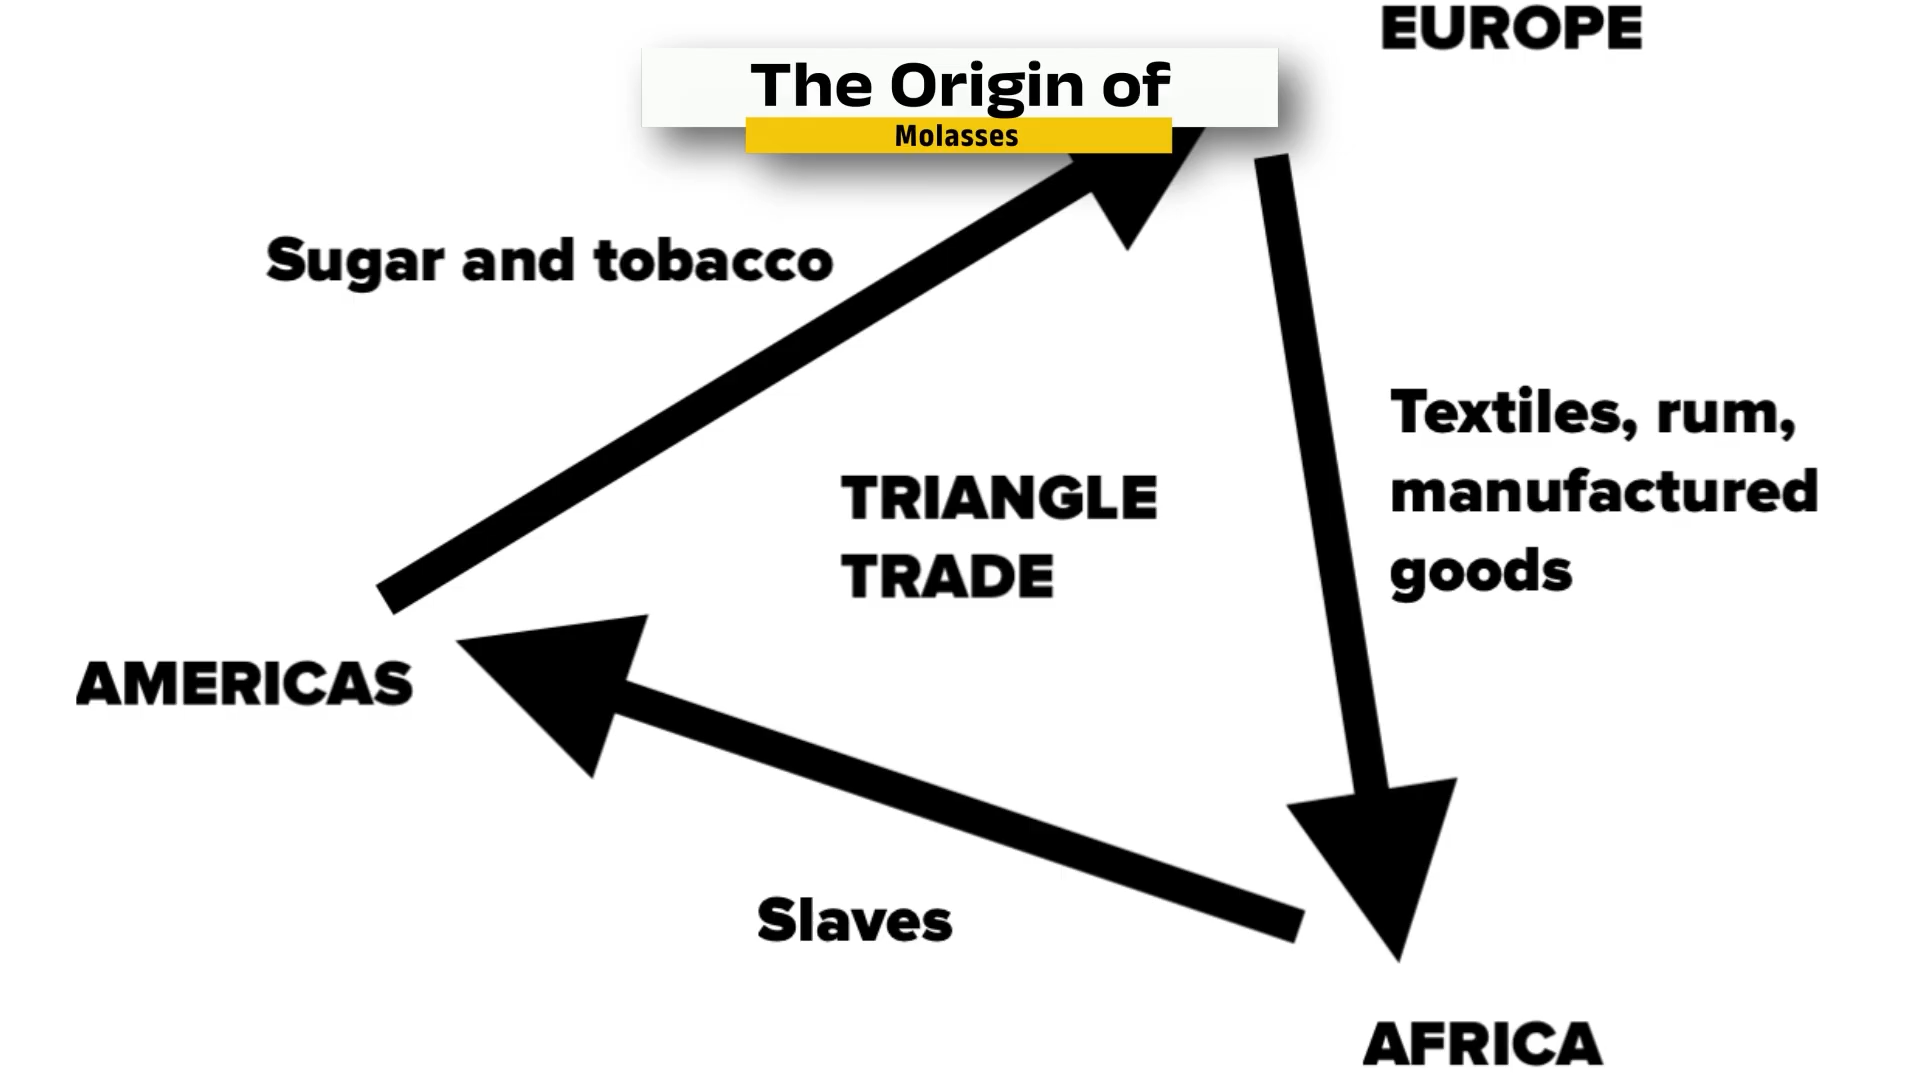 EUROPE
The Origin of
Molasses
Sugar and tobacco
Textiles, rum,
manufactured
goods
TRIANGLE
TRADE
AMERICAS
Slaves
AFRICA